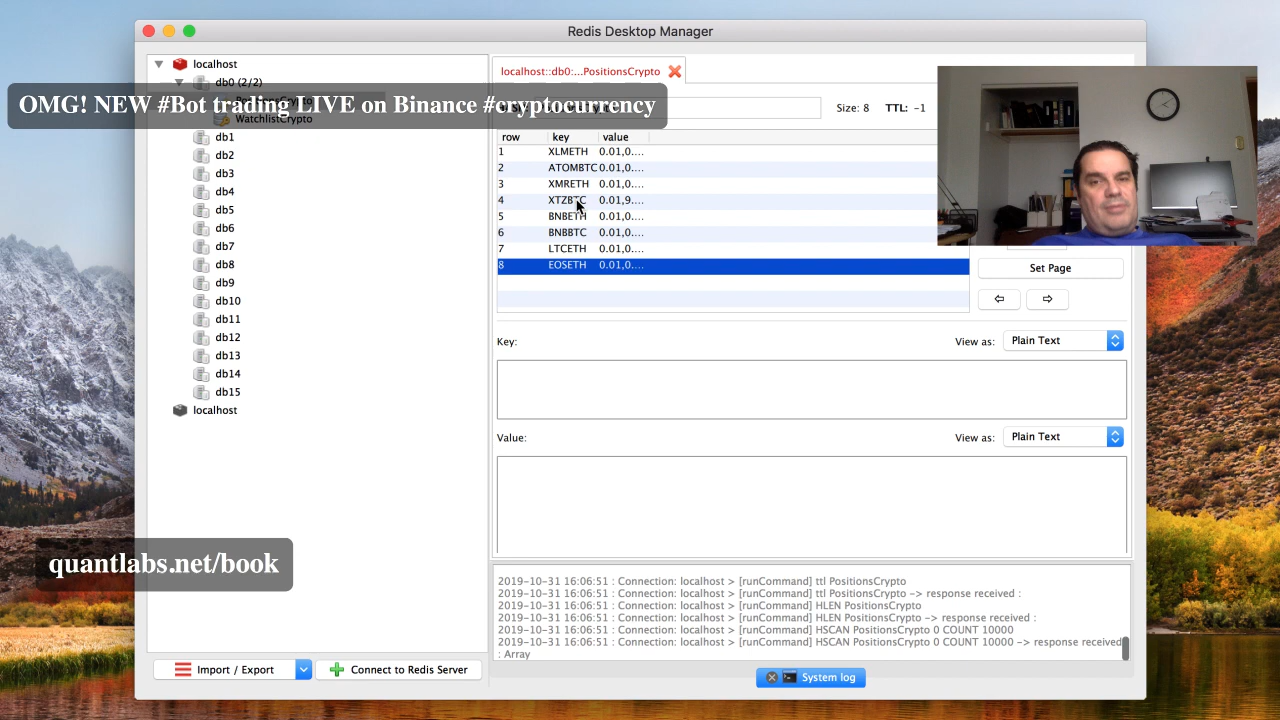 Redis Desktop Manager
localhost
db0 (2/2)
WatchlistCrypto
db1
db2
db3
db4
db5
db6
db7
db8
db9
db10
db11
db12
db13
db14
db15
localhost
OMG! NEW #Bot trading LIVE on Binance #cryptocurrency
quantlabs.net/book
Import / Export
Connect to Redis Server
localhost::db0:...PositionsCrypto
Size: 8 TTL: -1
row key value
1 XLMETH 0.01,0....
2 ATOMBTC 0.01,0....
3 XMRETH 0.01,0....
4 XTZBTC 0.01,9....
5 BNBETH 0.01,0....
6 BNBBTC 0.01,0....
7 LTCETH 0.01,0....
8 EOSETH 0.01,0....
Set Page
Key: View as: Plain Text
Value: View as: Plain Text
2019-10-31 16:06:51 : Connection: localhost > [runCommand] ttl PositionsCrypto
2019-10-31 16:06:51 : Connection: localhost > [runCommand] ttl PositionsCrypto -> response received :
2019-10-31 16:06:51 : Connection: localhost > [runCommand] HLEN PositionsCrypto
2019-10-31 16:06:51 : Connection: localhost > [runCommand] HLEN PositionsCrypto -> response received :
2019-10-31 16:06:51 : Connection: localhost > [runCommand] HSCAN PositionsCrypto 0 COUNT 10000
2019-10-31 16:06:51 : Connection: localhost > [runCommand] HSCAN PositionsCrypto 0 COUNT 10000 -> response received
: Array
System log